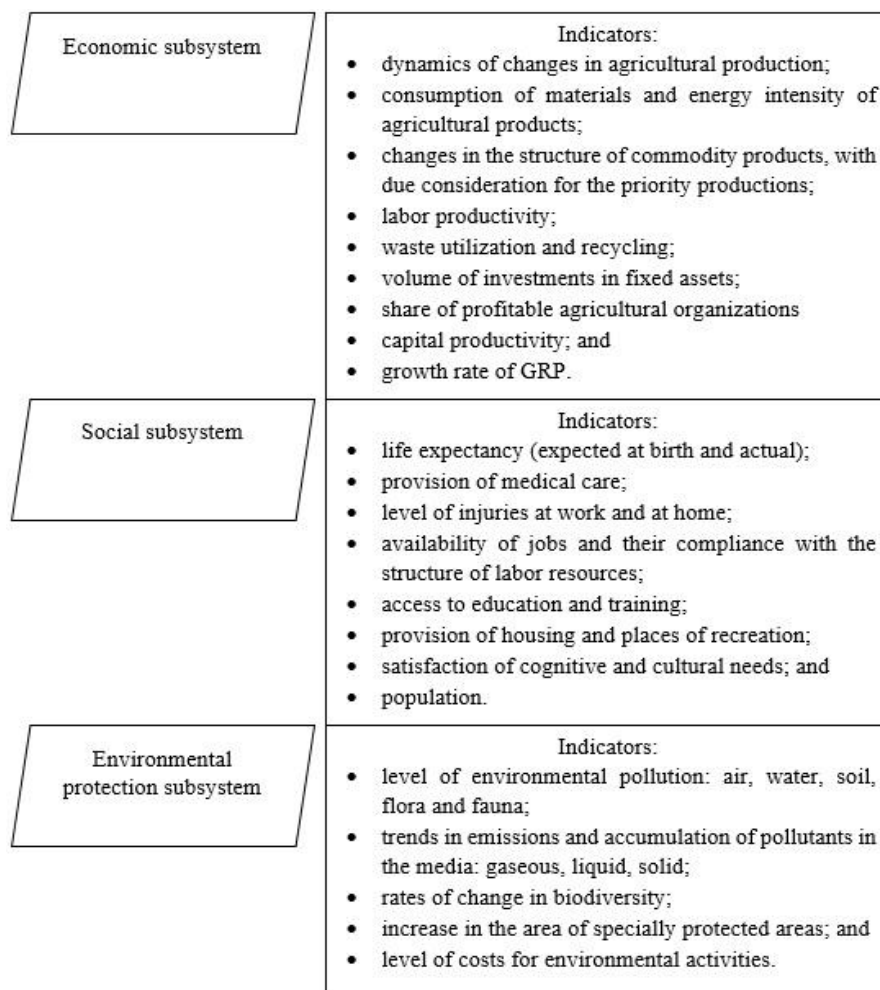 Economic subsystem
Indicators:
• dynamics of changes in agricultural production;
• consumption of materials and energy intensity of
agricultural products;
• changes in the structure of commodity products, with
due consideration for the priority productions;
• labor productivity;
• waste utilization and recycling;
• volume of investments in fixed assets;
• share of profitable agricultural organizations
• capital productivity; and
• growth rate of GRP.
Social subsystem
Indicators:
• life expectancy (expected at birth and actual);
• provision of medical care;
• level of injuries at work and at home;
• availability of jobs and their compliance with the
structure of labor resources;
• access to education and training;
• provision of housing and places of recreation;
• satisfaction of cognitive and cultural needs; and
• population.
Environmental
protection subsystem
Indicators:
• level of environmental pollution: air, water, soil,
flora and fauna;
• trends in emissions and accumulation of pollutants in
the media: gaseous, liquid, solid;
• rates of change in biodiversity;
• increase in the area of specially protected areas; and
• level of costs for environmental activities.